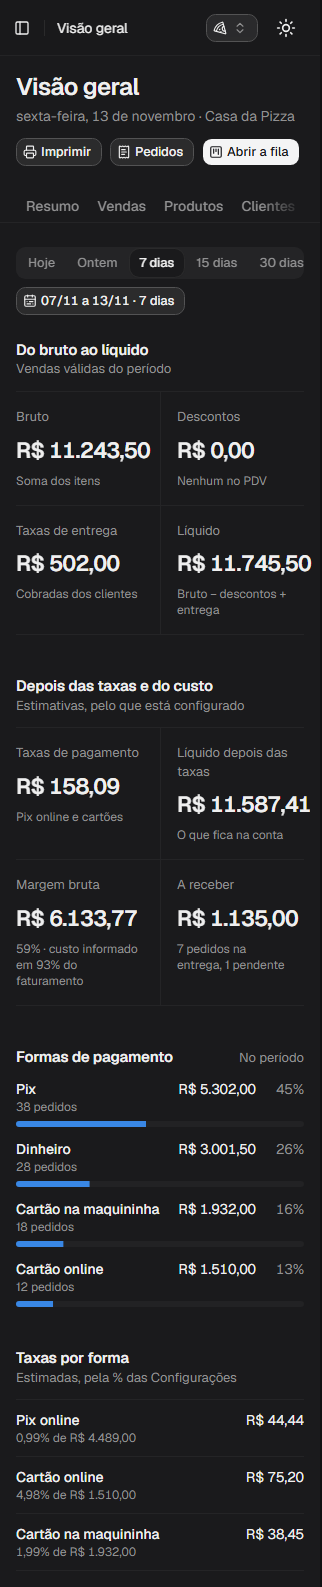 Visão geral
Visão geral
sexta-feira, 13 de novembro · Casa da Pizza
Imprimir Pedidos Abrir a fila
Resumo Vendas Produtos Clientes
Hoje Ontem 7 dias 15 dias 30 dias
07/11 a 13/11 · 7 dias
Do bruto ao líquido
Vendas válidas do período
Bruto
R$ 11.243,50
Soma dos itens
Descontos
R$ 0,00
Nenhum no PDV
Taxas de entrega
R$ 502,00
Cobradas dos clientes
Líquido
R$ 11.745,50
Bruto − descontos +
entrega
Depois das taxas e do custo
Estimativas, pelo que está configurado
Taxas de pagamento
R$ 158,09
Pix online e cartões
Líquido depois das
taxas
R$ 11.587,41
O que fica na conta
Margem bruta
R$ 6.133,77
59% · custo informado
em 93% do
faturamento
A receber
R$ 1.135,00
7 pedidos na
entrega, 1 pendente
Formas de pagamento No período
Pix R$ 5.302,00 45%
38 pedidos
Dinheiro R$ 3.001,50 26%
28 pedidos
Cartão na maquininha R$ 1.932,00 16%
18 pedidos
Cartão online R$ 1.510,00 13%
12 pedidos
Taxas por forma
Estimadas, pela % das Configurações
Pix online R$ 44,44
0,99% de R$ 4.489,00
Cartão online R$ 75,20
4,98% de R$ 1.510,00
Cartão na maquininha R$ 38,45
1,99% de R$ 1.932,00